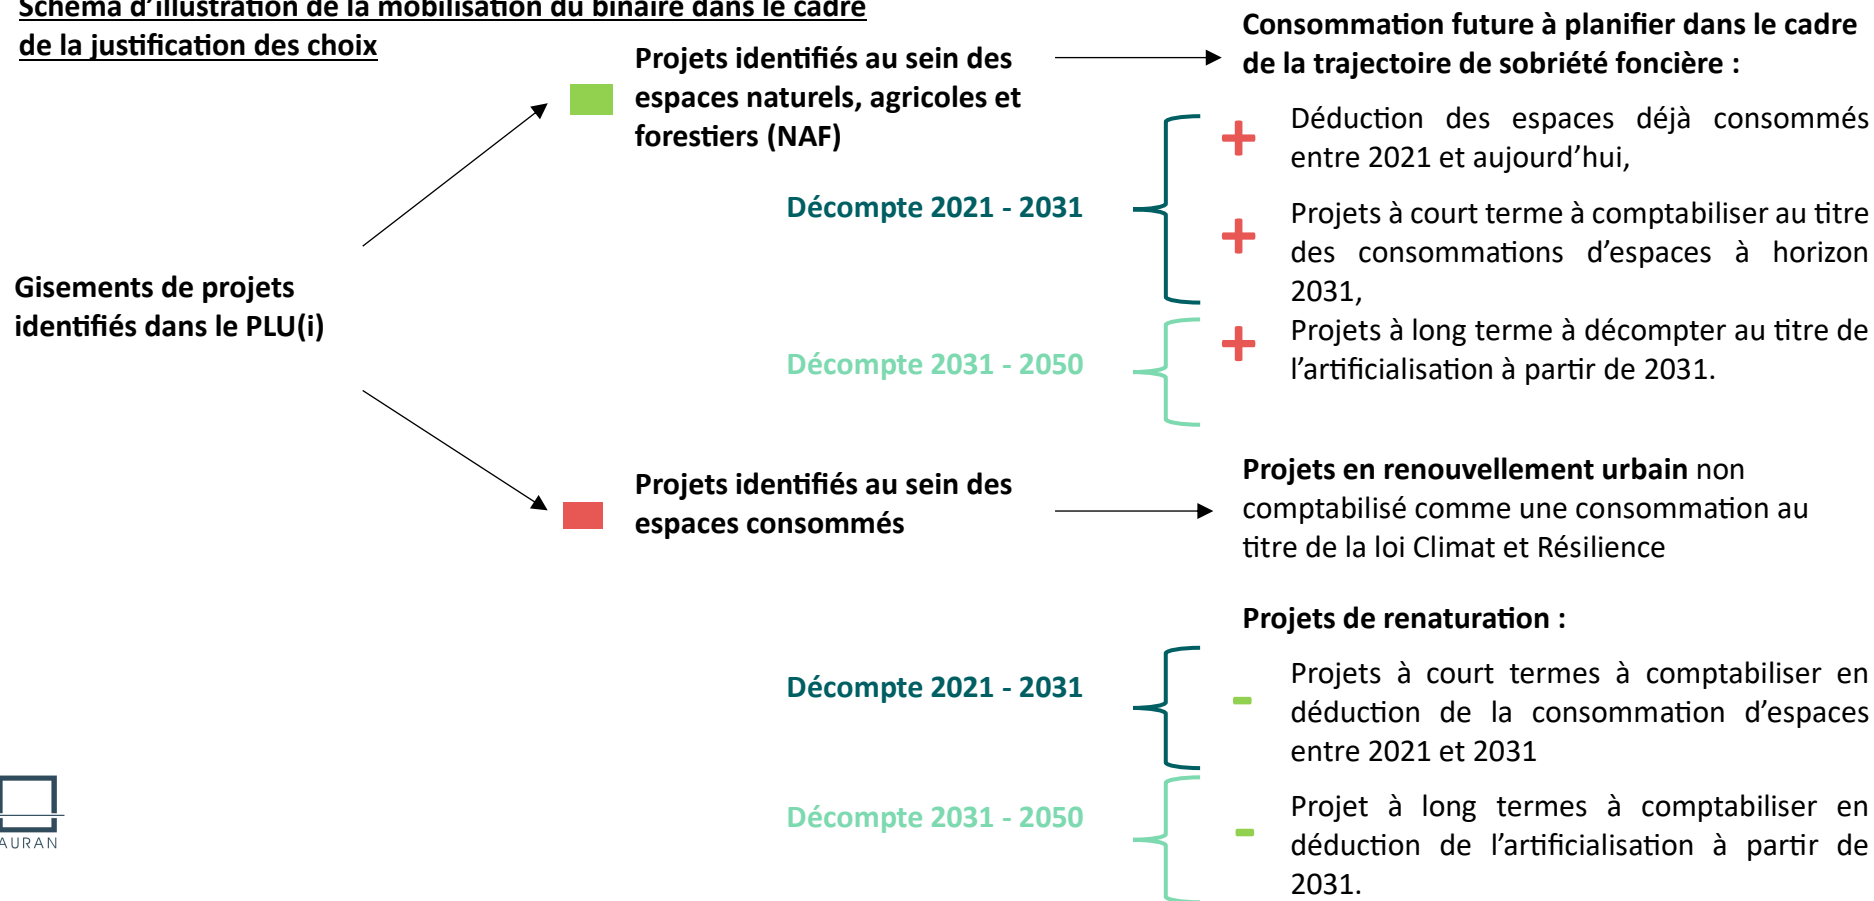 Schéma d'illustration de la mobilisation du binaire dans le cadre
de la justification des choix
Gisements de projets
identifiés dans le PLU(i)
Projets identifiés au sein des
espaces naturels, agricoles et
forestiers (NAF)
Consommation future à planifier dans le cadre
de la trajectoire de sobriété foncière :
Décompte 2021 - 2031
+
Déduction des espaces déjà consommés
entre 2021 et aujourd'hui,
+
Projets à court terme à comptabiliser au titre
des consommations d'espaces à horizon
2031,
Décompte 2031 - 2050
+
Projets à long terme à décompter au titre de
l'artificialisation à partir de 2031.
Projets identifiés au sein des
espaces consommés
Projets en renouvellement urbain non
comptabilisé comme une consommation au
titre de la loi Climat et Résilience
Projets de renaturation :
Décompte 2021 - 2031
-
Projets à court termes à comptabiliser en
déduction de la consommation d'espaces
entre 2021 et 2031
Décompte 2031 - 2050
-
Projet à long termes à comptabiliser en
déduction de l'artificialisation à partir de
2031.
AURAN